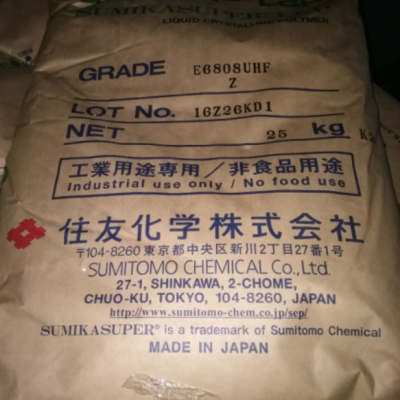 SUMIKASUPER® LCP
LIQUID CRYSTALLINE POLYMER
GRADE E6808UHF
Z
LOT No. 16Z26KD1
NET 25 kg
工業用途専用／非食品用途
Industrial use only / No food use
住友化学株式会社
〒104-8260 東京都中央区新川2丁目27番1号
SUMITOMO CHEMICAL Co., Ltd.
27-1, SHINKAWA, 2-CHOME,
CHUO-KU, TOKYO, 104-8260, JAPAN
http://www.sumitomo-chem.co.jp/sep/
SUMIKASUPER® is a trademark of Sumitomo Chemical
MADE IN JAPAN